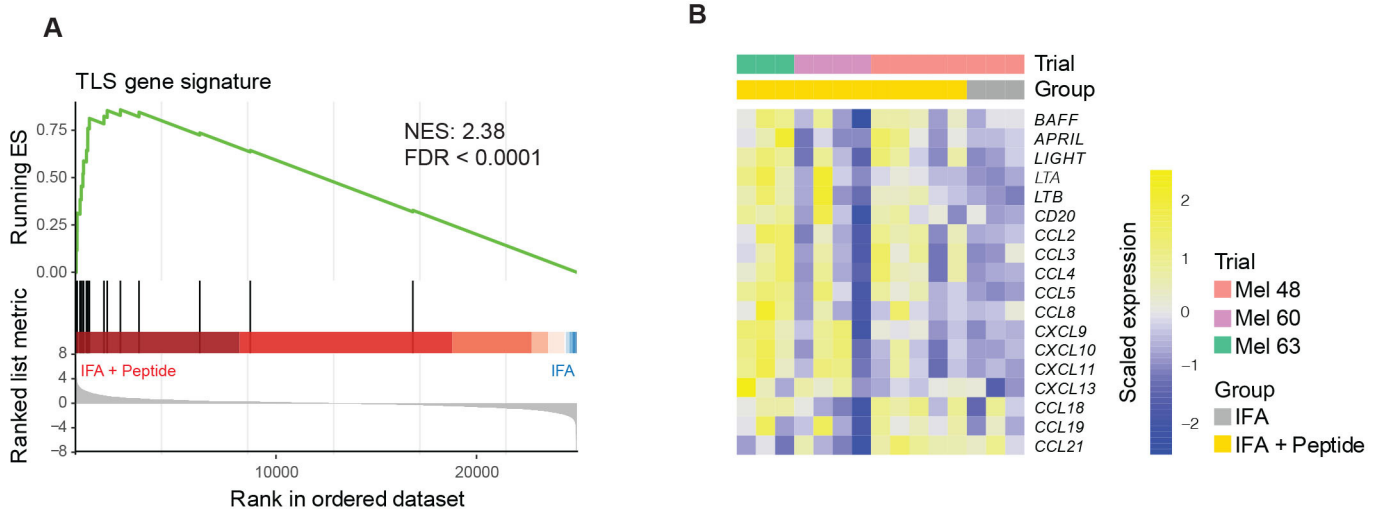 A
TLS gene signature
Running ES
0.75
0.50
0.25
0.00
NES: 2.38
FDR < 0.0001
Ranked list metric
8
4
0
−4
−8
IFA + Peptide
IFA
10000
20000
Rank in ordered dataset
B
Trial
Group
BAFF
APRIL
LIGHT
LTA
LTB
CD20
CCL2
CCL3
CCL4
CCL5
CCL8
CXCL9
CXCL10
CXCL11
CXCL13
CCL18
CCL19
CCL21
Scaled expression
2
1
0
−1
−2
Trial
Mel 48
Mel 60
Mel 63
Group
IFA
IFA + Peptide